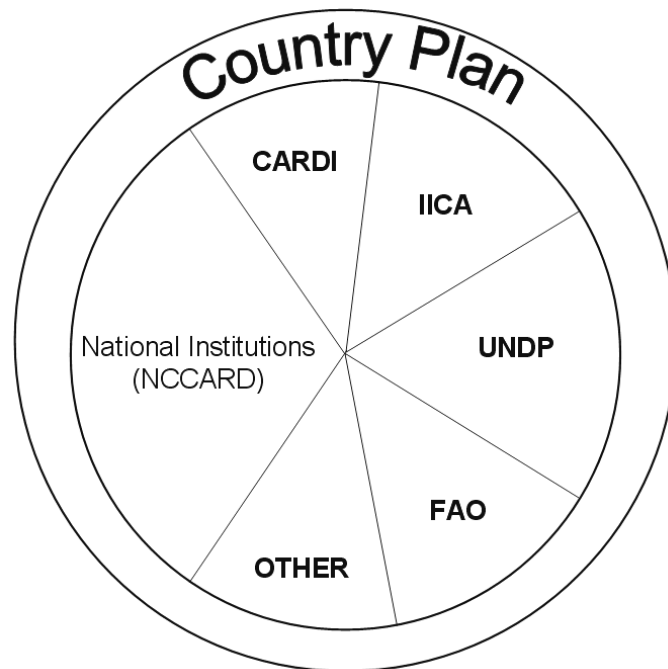 Country Plan
CARDI
IICA
National Institutions
(NCCARD)
UNDP
FAO
OTHER